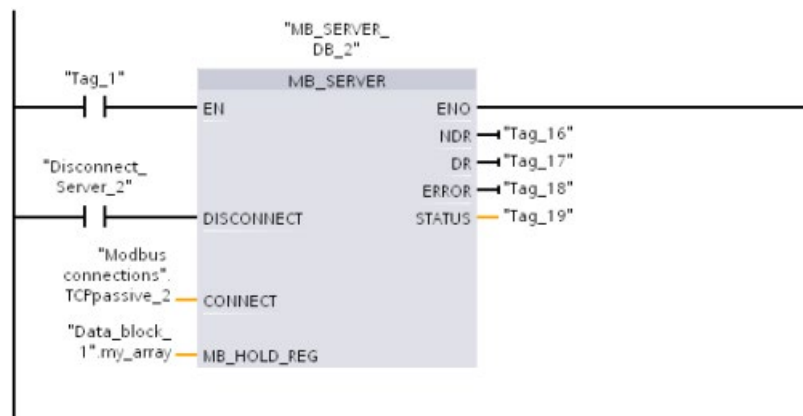 "MB_SERVER_
DB_2"
"Tag_1"
MB_SERVER
EN
ENO
NDR
"Tag_16"
DR
"Tag_17"
"Disconnect_
Server_2"
ERROR
"Tag_18"
DISCONNECT
STATUS
"Tag_19"
"Modbus
connections".
TCPpassive_2
CONNECT
"Data_block_
1".my_array
MB_HOLD_REG